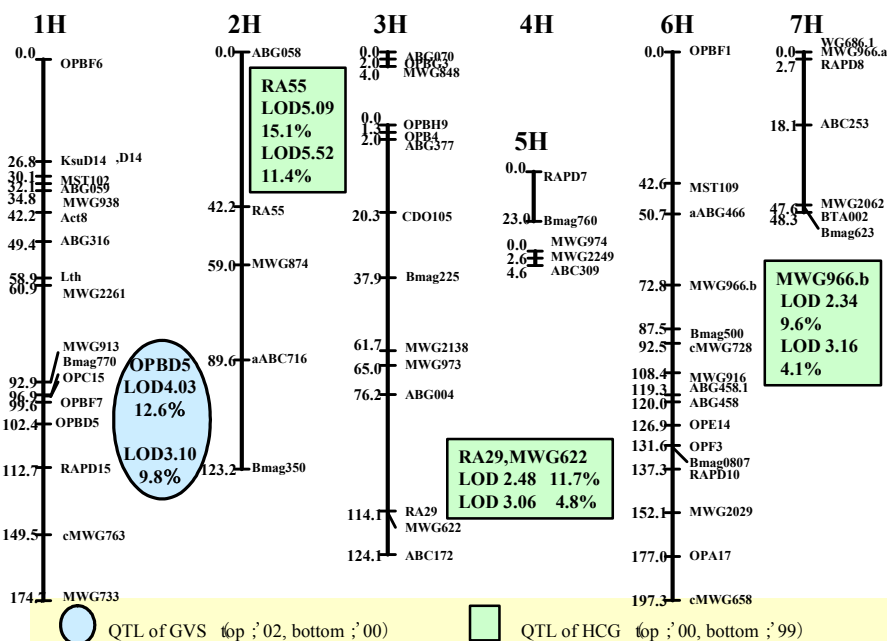 1H
2H
3H
4H
6H
7H
0.0 OPBF6
26.8 KsuD14 ,D14
30.1 MST102
32.1 ABG059
34.8 MWG938
42.2 Act8
49.4 ABG316
58.9 Lth
60.9 MWG2261
MWG913
Bmag770
92.9 OPC15
96.9
99.6 OPBF7
102.4 OPBD5
112.7 RAPD15
149.5 cMWG763
174. MWG733
OPBD5
LOD4.03
12.6%
LOD3.10
9.8%
0.0 ABG058
RA55
LOD5.09
15.1%
LOD5.52
11.4%
42.2 RA55
59.0 MWG874
89.6 aABC716
123.2 Bmag350
0.0 ABG070
2.0 OPBG3
4.0 MWG848
0.0 OPBH9
1.3 OPB4
2.0 ABG377
20.3 CDO105
37.9 Bmag225
61.7 MWG2138
65.0 MWG973
76.2 ABG004
114.1 RA29
MWG622
124.1 ABC172
5H
0.0 RAPD7
23.0 Bmag760
0.0 MWG974
2.6 MWG2249
4.6 ABC309
RA29,MWG622
LOD 2.48 11.7%
LOD 3.06 4.8%
0.0 OPBF1
42.6 MST109
50.7 aABG466
72.8 MWG966.b
87.5 Bmag500
92.5 cMWG728
108.4 MWG916
119.3 ABG458.1
120.0 ABG458
126.9 OPE14
131.6 OPF3
Bmag0807
137.3 RAPD10
152.1 MWG2029
177.0 OPA17
197.3 cMWG658
WG686.1
0.0 MWG966.a
2.7 RAPD8
18.1 ABC253
47.6 MWG2062
48.3 BTA002
Bmag623
MWG966.b
LOD 2.34
9.6%
LOD 3.16
4.1%
QTL of GVS (top ;'02, bottom ;'00)
QTL of HCG (top ;'00, bottom ;'99)